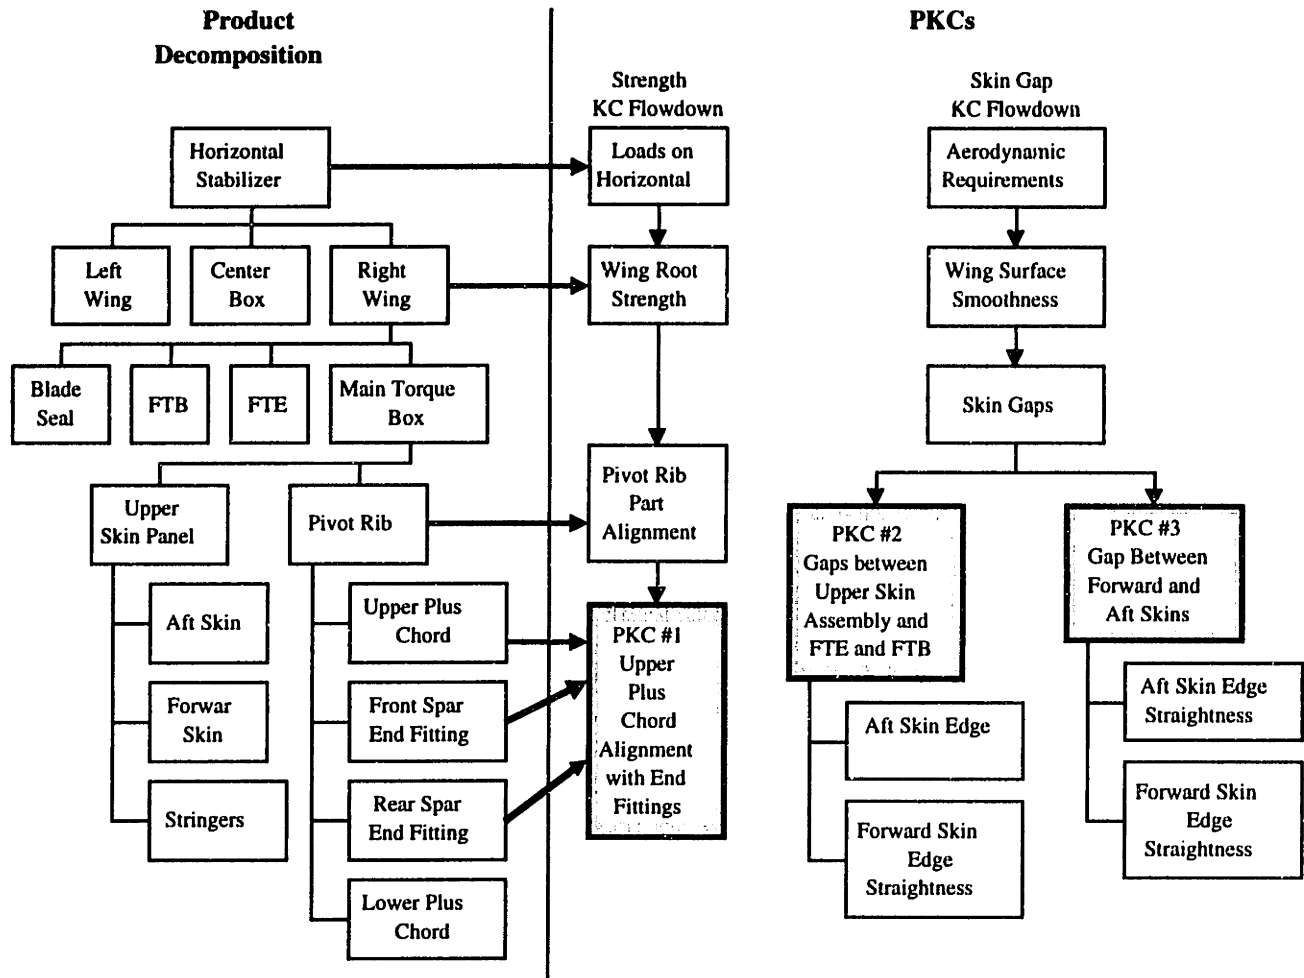 Product
Decomposition
PKCs
Strength
KC Flowdown
Skin Gap
KC Flowdown
Horizontal
Stabilizer
Loads on
Horizontal
Aerodynamic
Requirements
Left
Wing
Center
Box
Right
Wing
Wing Root
Strength
Wing Surface
Smoothness
Blade
Seal
FTB
FTE
Main Torque
Box
Skin Gaps
Upper
Skin Panel
Pivot Rib
Pivot Rib
Part
Alignment
PKC #2
Gaps between
Upper Skin
Assembly and
FTE and FTB
PKC #3
Gap Between
Forward and
Aft Skins
Aft Skin
Forwar
Skin
Stringers
Upper Plus
Chord
Front Spar
End Fitting
Rear Spar
End Fitting
Lower Plus
Chord
PKC #1
Upper
Plus
Chord
Alignment
with End
Fittings
Aft Skin Edge
Forward Skin
Edge
Straightness
Aft Skin Edge
Straightness
Forward Skin
Edge
Straightness